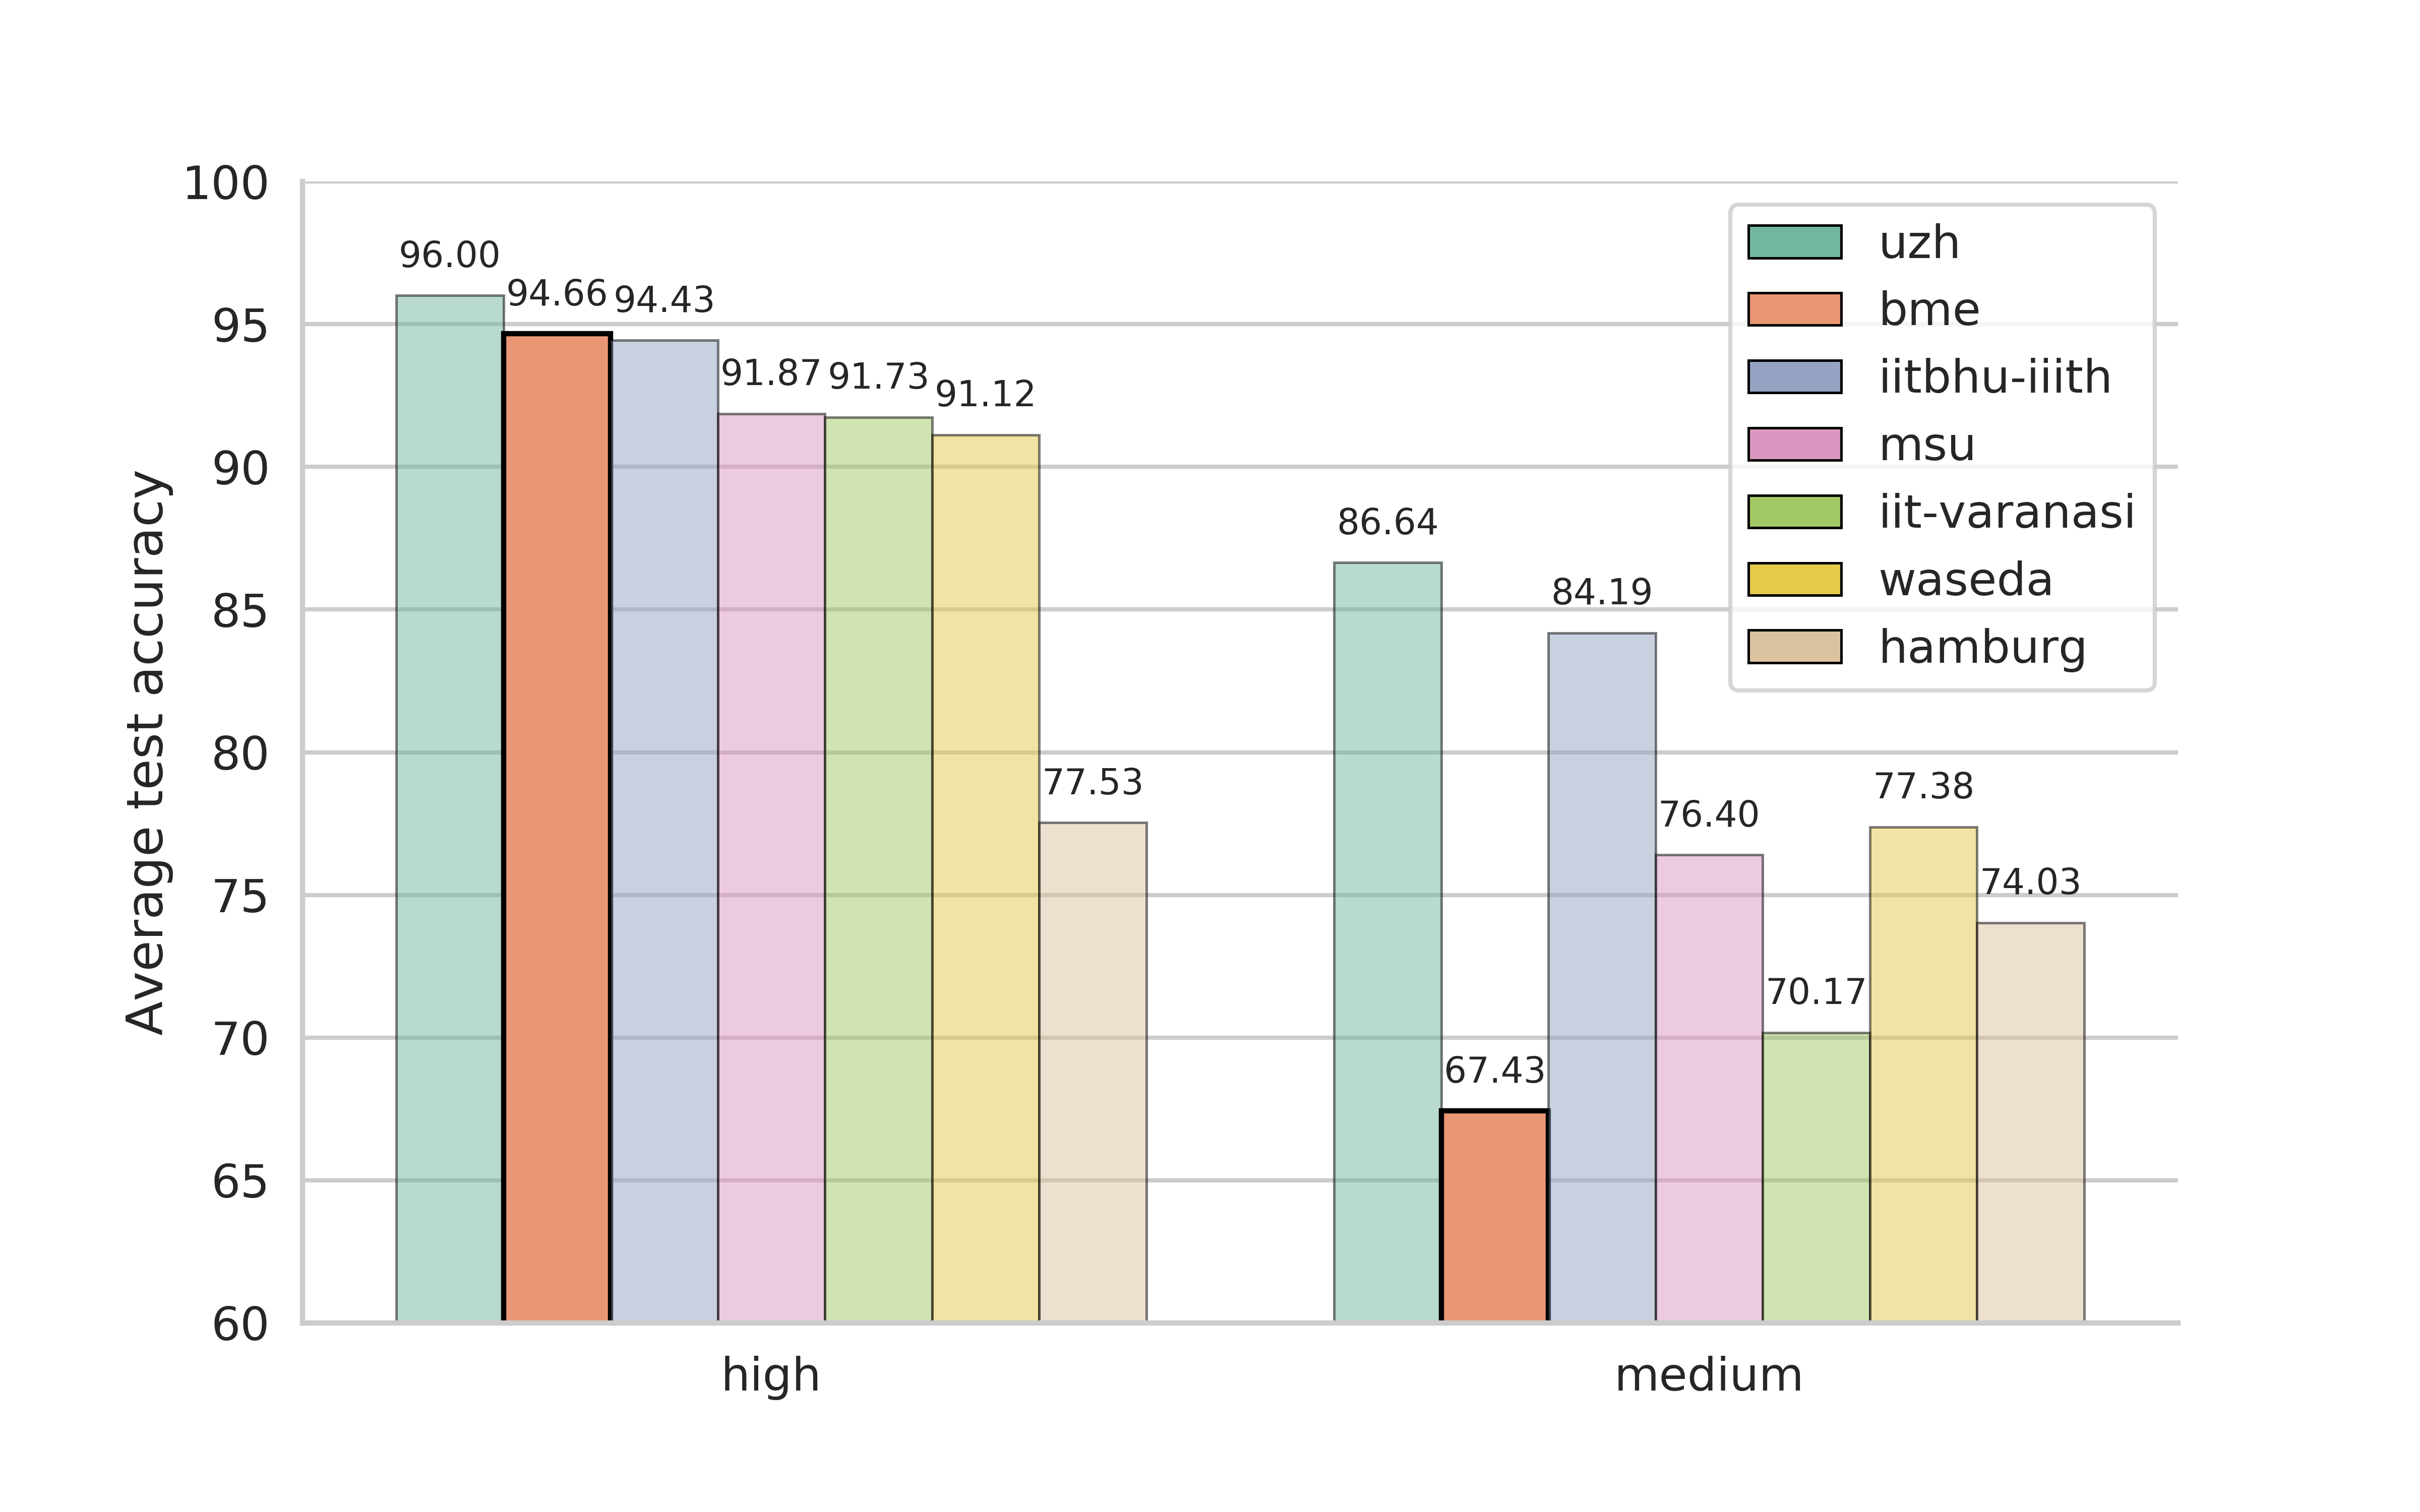 100
95
90
85
80
75
70
65
60
Average test accuracy
96.00
94.66
94.43
91.87
91.73
91.12
77.53
86.64
67.43
84.19
76.40
70.17
77.38
74.03
high
medium
uzh
bme
iitbhu-iiith
msu
iit-varanasi
waseda
hamburg